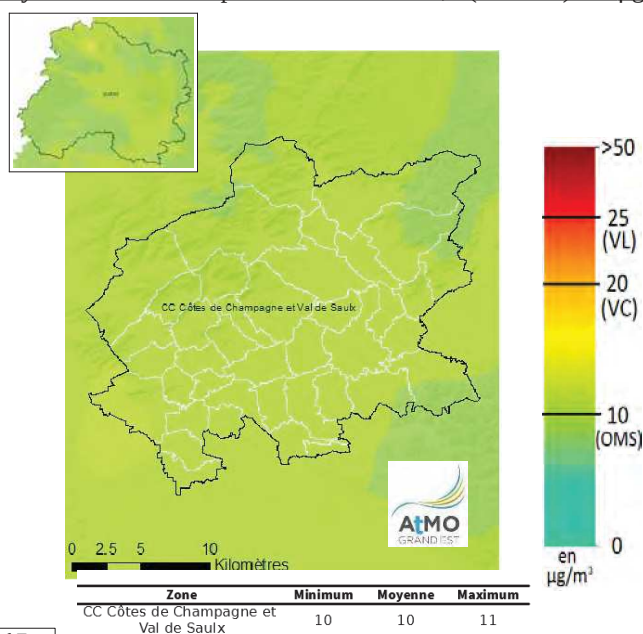 CC Côtes de Champagne et Val de Saulx
>50
25
(VL)
20
(VC)
10
(OMS)
0
en
µg/m³
AtMO
GRAND EST
0 2.5 5 10
Kilomètres
Zone Minimum Moyenne Maximum
CC Côtes de Champagne et
Val de Saulx 10 10 11